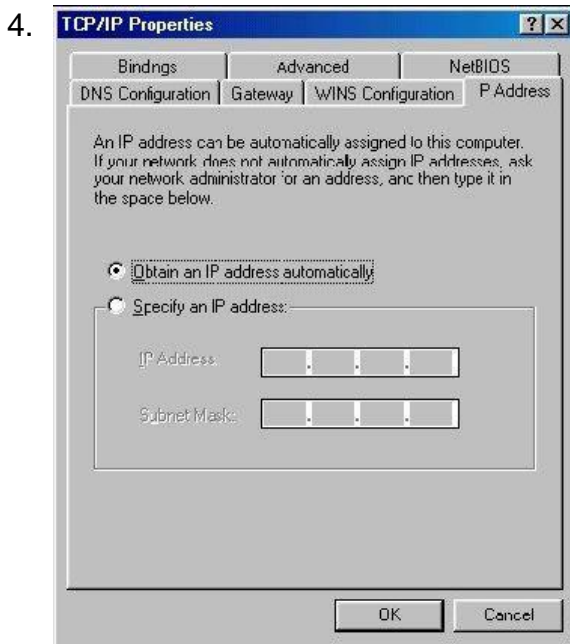 4.
TCP/IP Properties
Bindings Advanced NetBIOS
DNS Configuration Gateway WINS Configuration IP Address
An IP address can be automatically assigned to this computer.
If your network does not automatically assign IP addresses, ask
your network administrator for an address, and then type it in
the space below.
Obtain an IP address automatically
Specify an IP address:
IP Address:
Subnet Mask:
OK Cancel